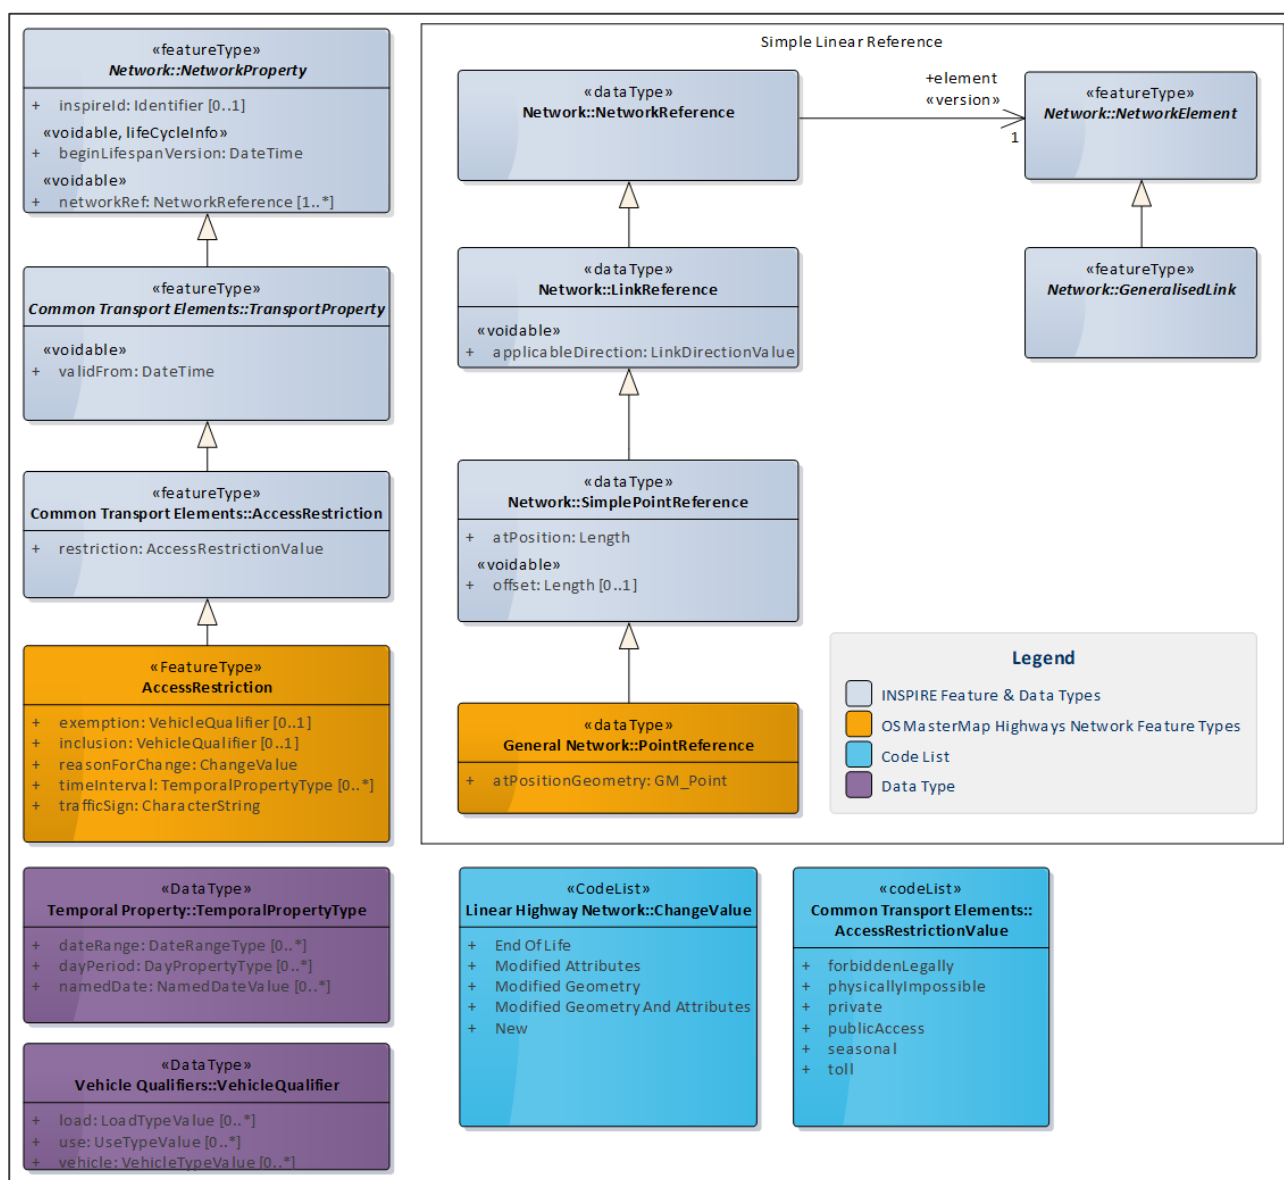 «featureType»
Network::NetworkProperty
+ inspireId: Identifier [0..1]
«voidable, lifeCycleInfo»
+ beginLifespanVersion: DateTime
«voidable»
+ networkRef: NetworkReference [1..*]
«featureType»
Common Transport Elements::TransportProperty
«voidable»
+ validFrom: DateTime
«featureType»
Common Transport Elements::AccessRestriction
+ restriction: AccessRestrictionValue
«FeatureType»
AccessRestriction
+ exemption: VehicleQualifier [0..1]
+ inclusion: VehicleQualifier [0..1]
+ reasonForChange: ChangeValue
+ timeInterval: TemporalPropertyType [0..*]
+ trafficSign: CharacterString
«DataType»
Temporal Property::TemporalPropertyType
+ dateRange: DateRangeType [0..*]
+ dayPeriod: DayPropertyType [0..*]
+ namedDate: NamedDateValue [0..*]
«DataType»
Vehicle Qualifiers::VehicleQualifier
+ load: LoadTypeValue [0..*]
+ use: UseTypeValue [0..*]
+ vehicle: VehicleTypeValue [0..*]
Simple Linear Reference
«dataType»
Network::NetworkReference
+element
«version»
1
«featureType»
Network::NetworkElement
«dataType»
Network::LinkReference
«voidable»
+ applicableDirection: LinkDirectionValue
«featureType»
Network::GeneralisedLink
«dataType»
Network::SimplePointReference
+ atPosition: Length
«voidable»
+ offset: Length [0..1]
«dataType»
General Network::PointReference
+ atPositionGeometry: GM_Point
Legend
INSPIRE Feature & Data Types
OS MasterMap Highways Network Feature Types
Code List
Data Type
«CodeList»
Linear Highway Network::ChangeValue
+ End Of Life
+ Modified Attributes
+ Modified Geometry
+ Modified Geometry And Attributes
+ New
«codeList»
Common Transport Elements::
AccessRestrictionValue
+ forbiddenLegally
+ physicallyImpossible
+ private
+ publicAccess
+ seasonal
+ toll